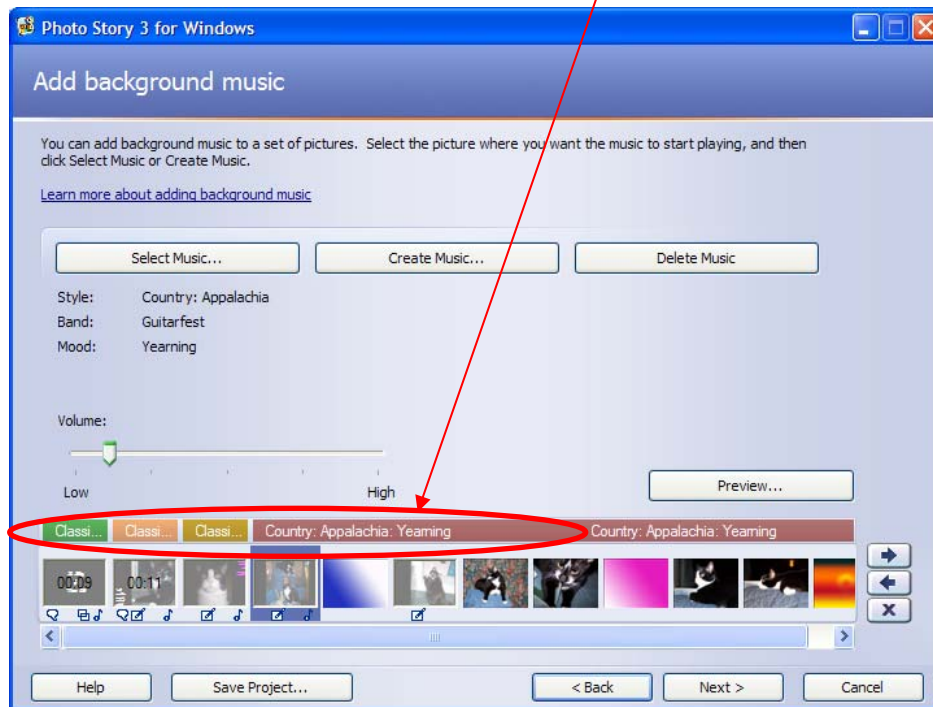 Photo Story 3 for Windows
Add background music
You can add background music to a set of pictures. Select the picture where you want the music to start playing, and then
click Select Music or Create Music.
Learn more about adding background music
Select Music... Create Music... Delete Music
Style: Country: Appalachia
Band: Guitarfest
Mood: Yearning
Volume:
Low High
Preview...
Classi... Classi... Classi... Country: Appalachia: Yearning Country: Appalachia: Yearning
00:09 00:11
Help Save Project... < Back Next > Cancel